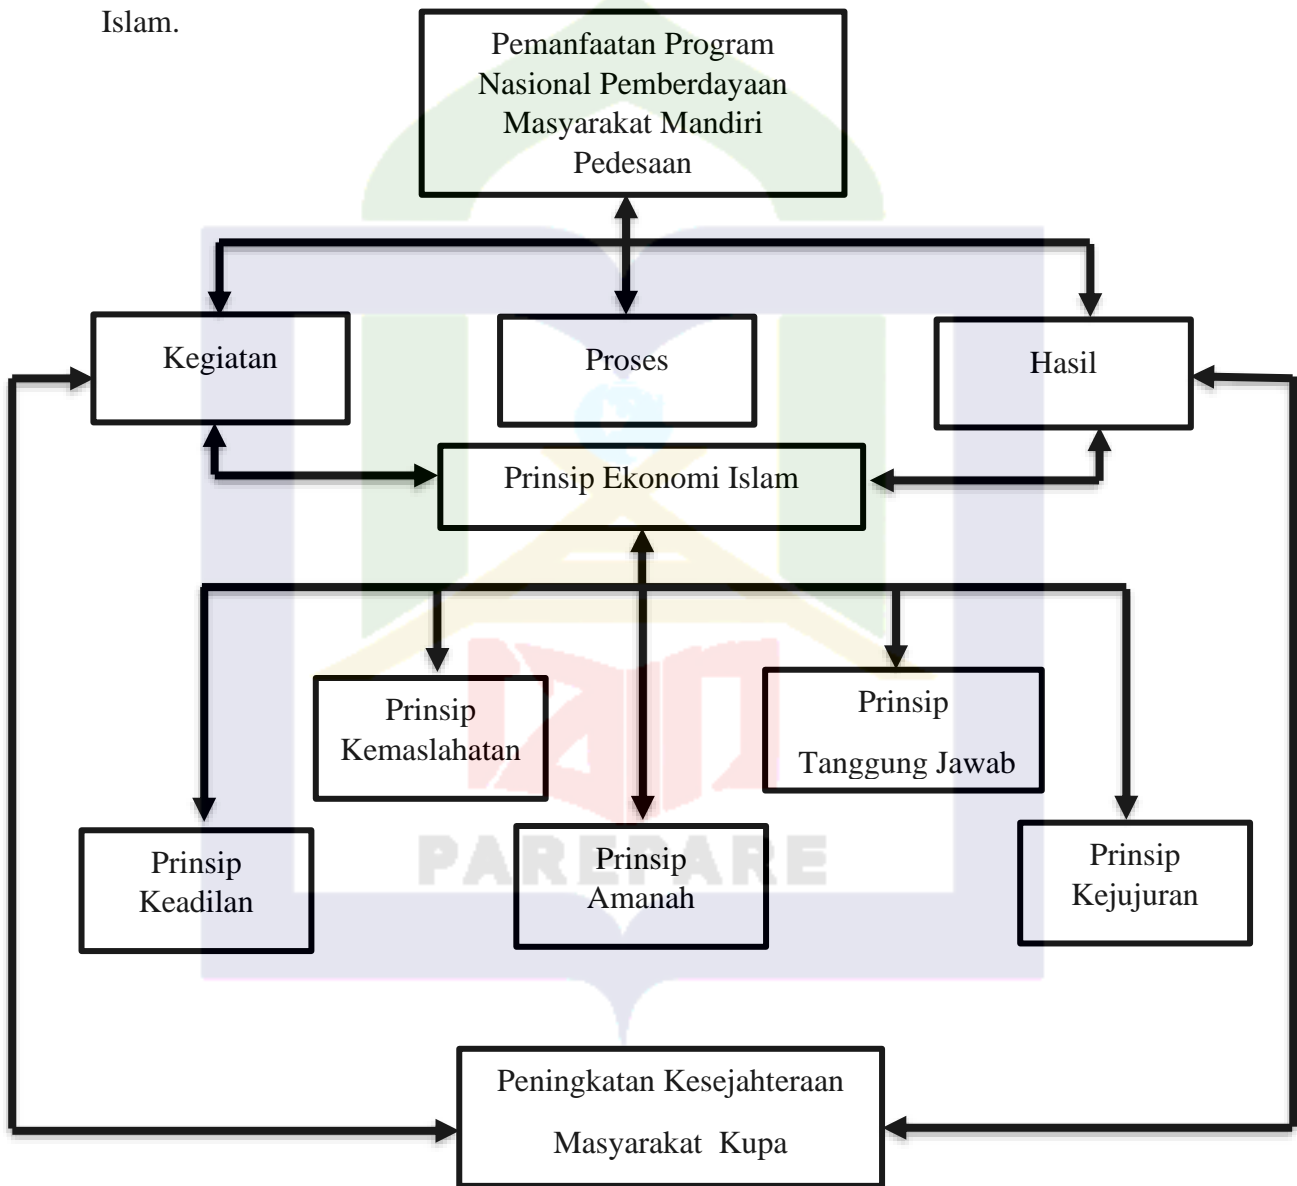 Islam.
Pemanfaatan Program
Nasional Pemberdayaan
Masyarakat Mandiri
Pedesaan
Kegiatan
Proses
Hasil
Prinsip Ekonomi Islam
Prinsip
Kemaslahatan
Prinsip
Tanggung Jawab
Prinsip
Keadilan
Prinsip
Amanah
Prinsip
Kejujuran
PAREPARE
Peningkatan Kesejahteraan
Masyarakat Kupa